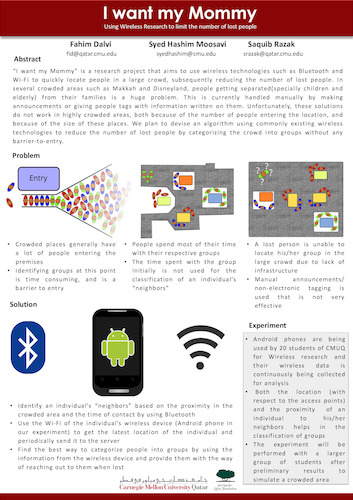 I want my Mommy
Using Wireless Research to limit the number of lost people
Fahim Dalvi
fid@qatar.cmu.edu
Syed Hashim Moosavi
syedhashim@cmu.edu
Saquib Razak
srazak@qatar.cmu.edu
Abstract
"I want my Mommy" is a research project that aims to use wireless technologies such as Bluetooth and
Wi-Fi to quickly locate people in a large crowd, subsequently reducing the number of lost people. In
several crowded areas such as Makkah and Disneyland, people getting separated(specially children and
elderly) from their families is a huge problem. This is currently handled manually by making
announcements or giving people tags with information written on them. Unfortunately, these solutions
do not work in highly crowded areas, both because of the number of people entering the location, and
because of the size of these places. We plan to devise an algorithm using commonly existing wireless
technologies to reduce the number of lost people by categorizing the crowd into groups without any
barrier-to-entry.
Problem
Entry
? ? ?
• Crowded places generally have
a lot of people entering the
premises
• Identifying groups at this point
is time consuming, and is a
barrier to entry
• People spend most of their time
with their respective groups
• The time spent with the group
initially is not used for the
classification of an individual's
"neighbors"
• A lost person is unable to
locate his/her group in the
large crowd due to lack of
infrastructure
• Manual announcements/
non-electronic tagging is
used that is not very
effective
Solution
• Identify an individual's "neighbors" based on the proximity in the
crowded area and the time of contact by using Bluetooth
• Use the Wi-Fi of the individual's wireless device (Android phone in
our experiment) to get the latest location of the individual and
periodically send it to the server
• Find the best way to categorize people into groups by using the
information from the wireless device and provide them with the way
of reaching out to them when lost
Experiment
• Android phones are being
used by 20 students of CMUQ
for Wireless research and
their wireless data is
continuously being collected
for analysis
• Both the location (with
respect to the access points)
and the proximity of an
individual to his/her
neighbors helps in the
classification of groups
• The experiment will be
performed with a larger
group of students after
preliminary results to
simulate a crowded area
جامعة كارنيجي ميلون في قطر
Carnegie Mellon University Qatar